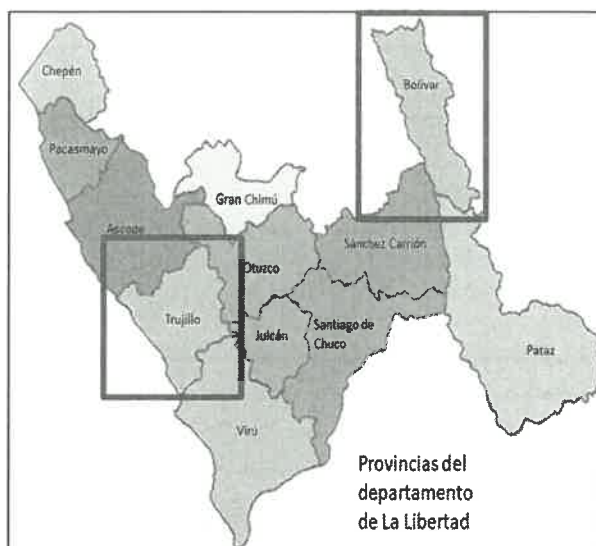 Chepén
Bolívar
Pacasmayo
Gran Chimú
Ascope
Otuzco
Sánchez Carrión
Trujillo
Julcán
Santiago de
Chuco
Pataz
Virú
Provincias del
departamento
de La Libertad